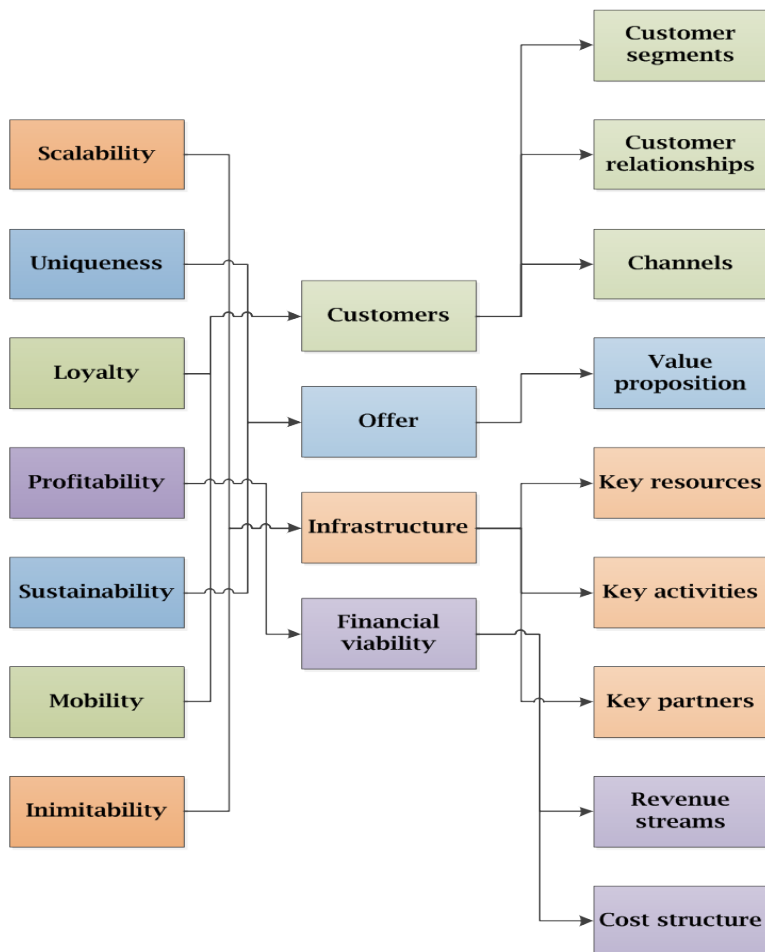 Scalability
Uniqueness
Loyalty
Profitability
Sustainability
Mobility
Inimitability
Customers
Offer
Infrastructure
Financial
viability
Customer
segments
Customer
relationships
Channels
Value
proposition
Key resources
Key activities
Key partners
Revenue
streams
Cost structure